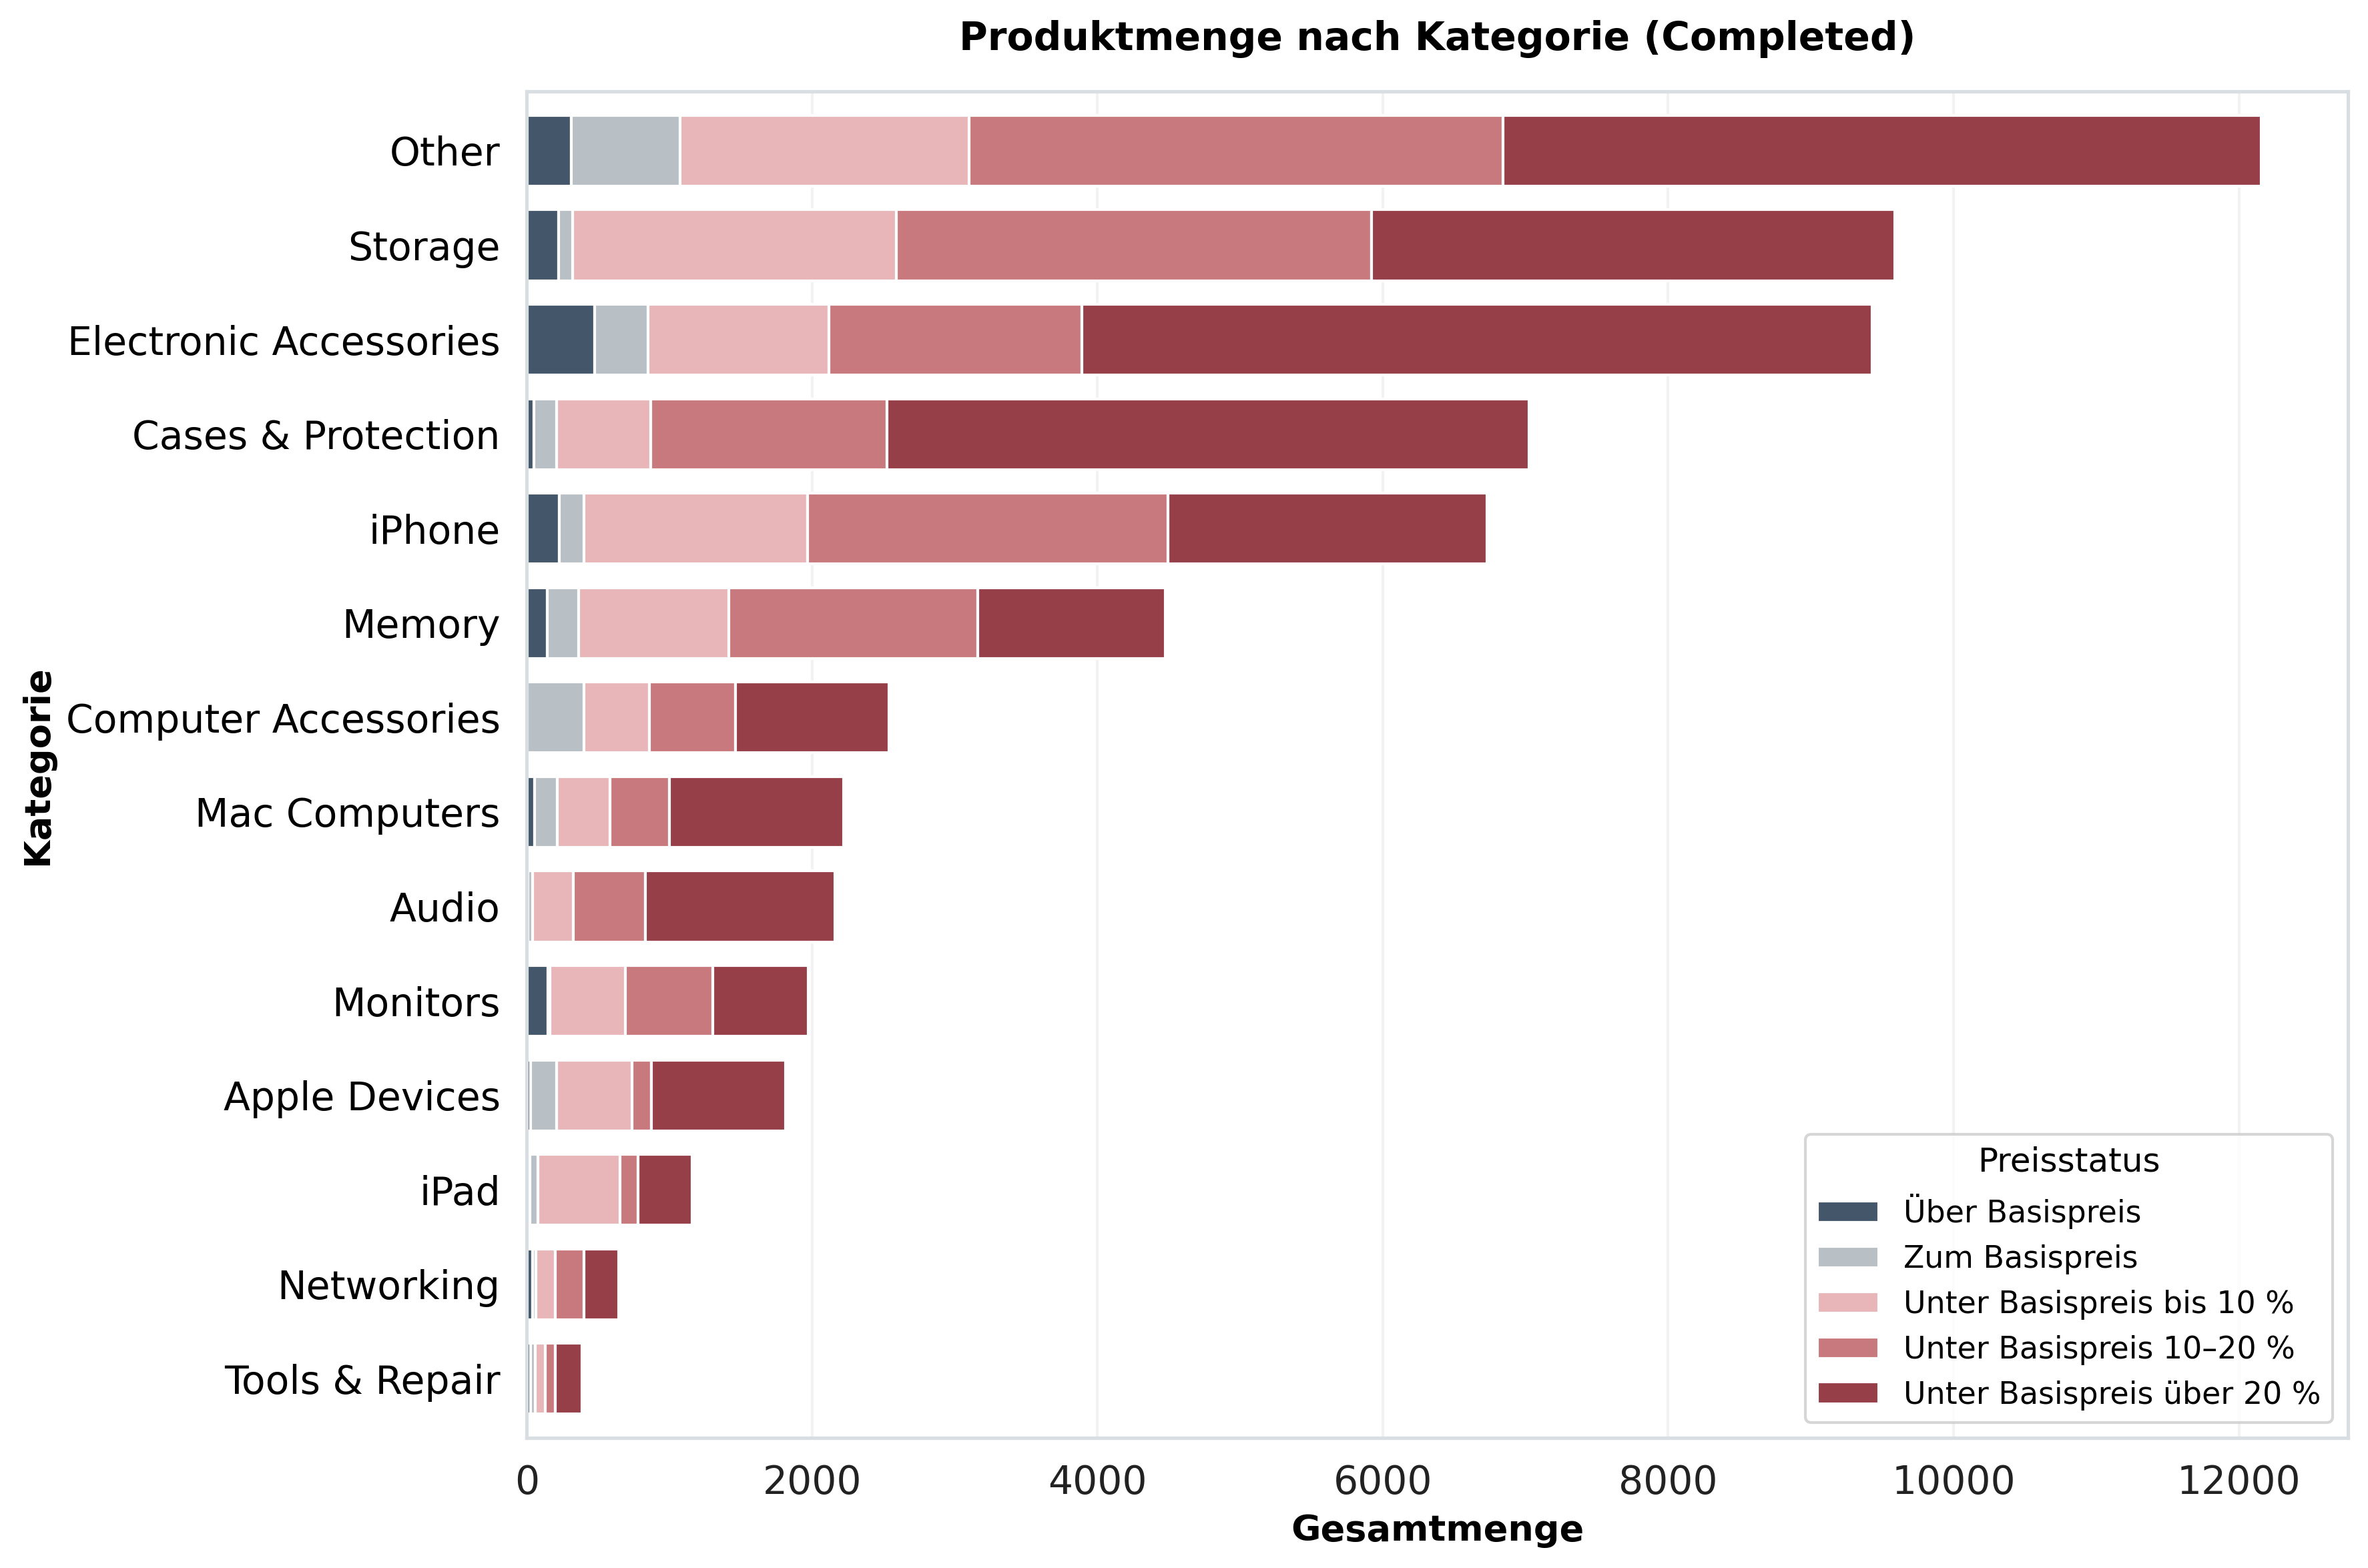 Produktmenge nach Kategorie (Completed)
Kategorie
Other
Storage
Electronic Accessories
Cases & Protection
iPhone
Memory
Computer Accessories
Mac Computers
Audio
Monitors
Apple Devices
iPad
Networking
Tools & Repair
Preisstatus
Über Basispreis
Zum Basispreis
Unter Basispreis bis 10 %
Unter Basispreis 10–20 %
Unter Basispreis über 20 %
0 2000 4000 6000 8000 10000 12000
Gesamtmenge